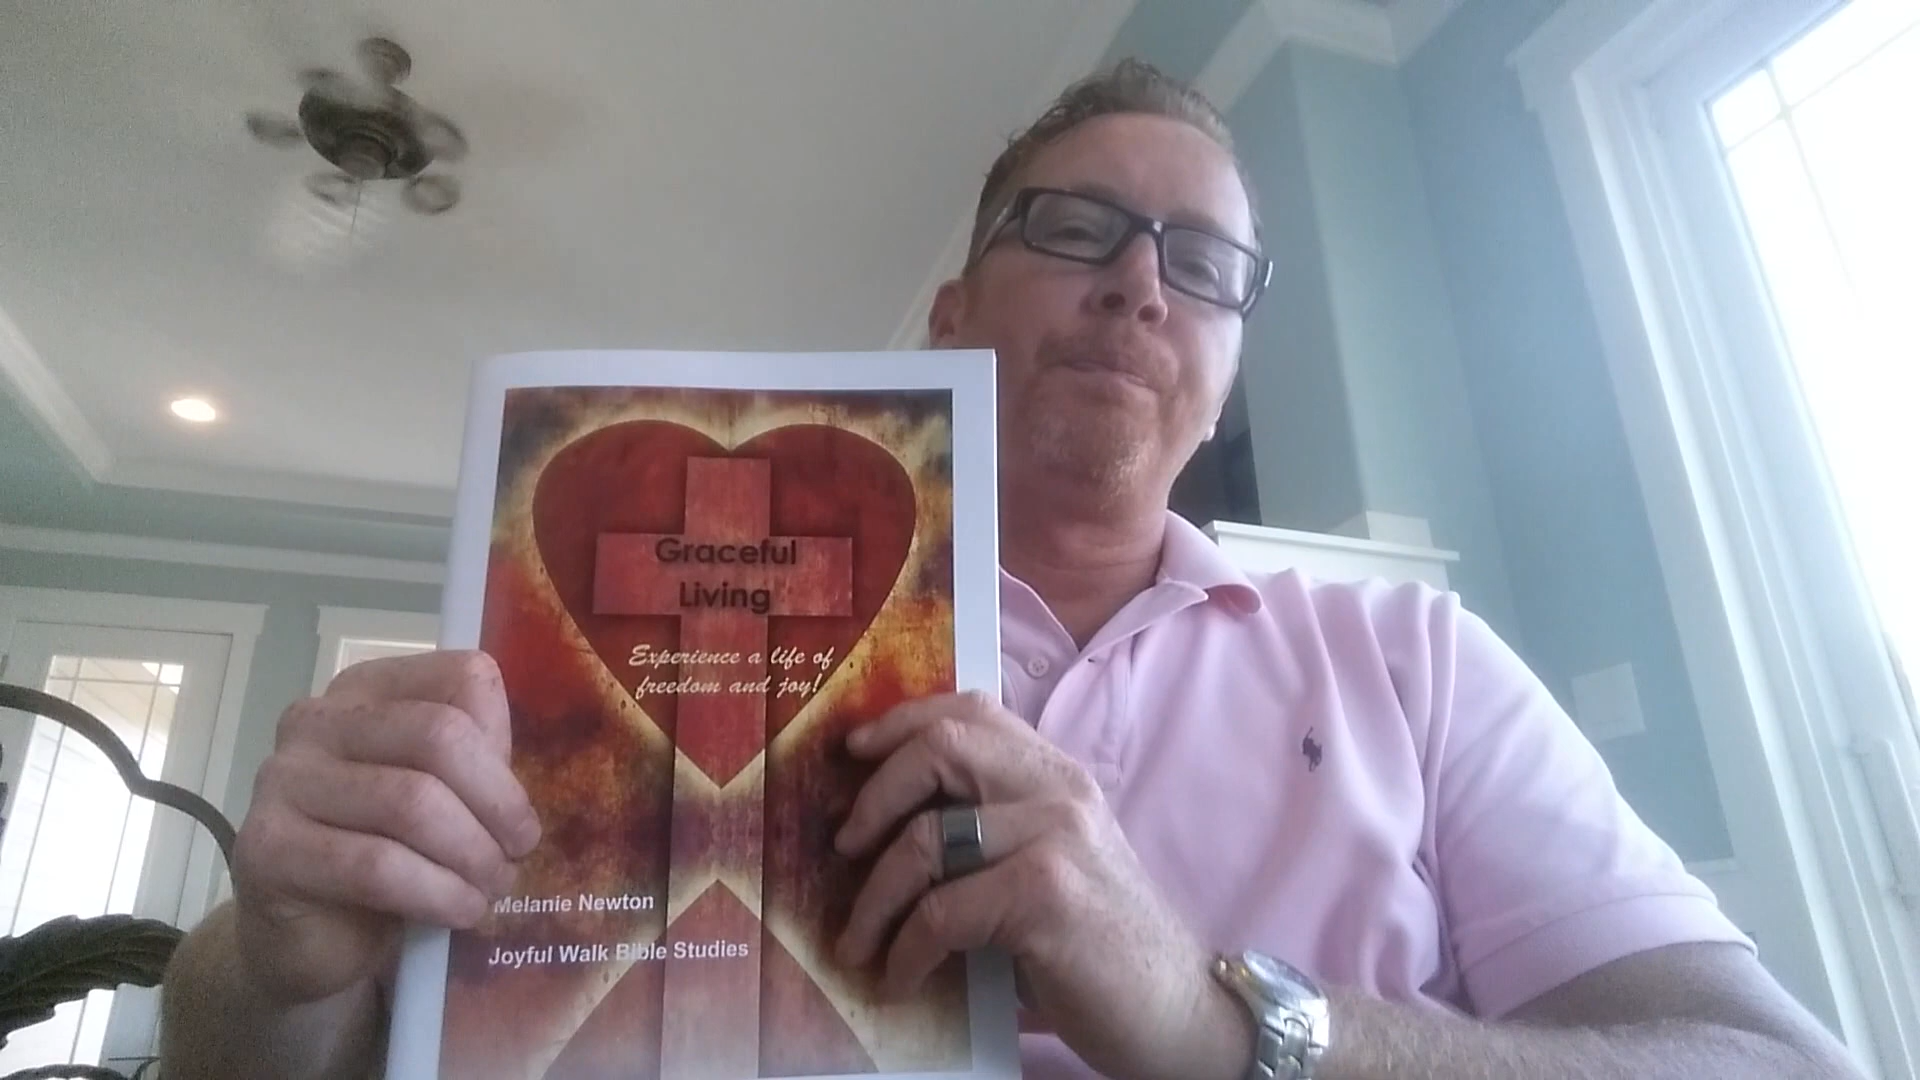 Graceful
Living
Experience a life of
freedom and joy!
Melanie Newton
Joyful Walk Bible Studies